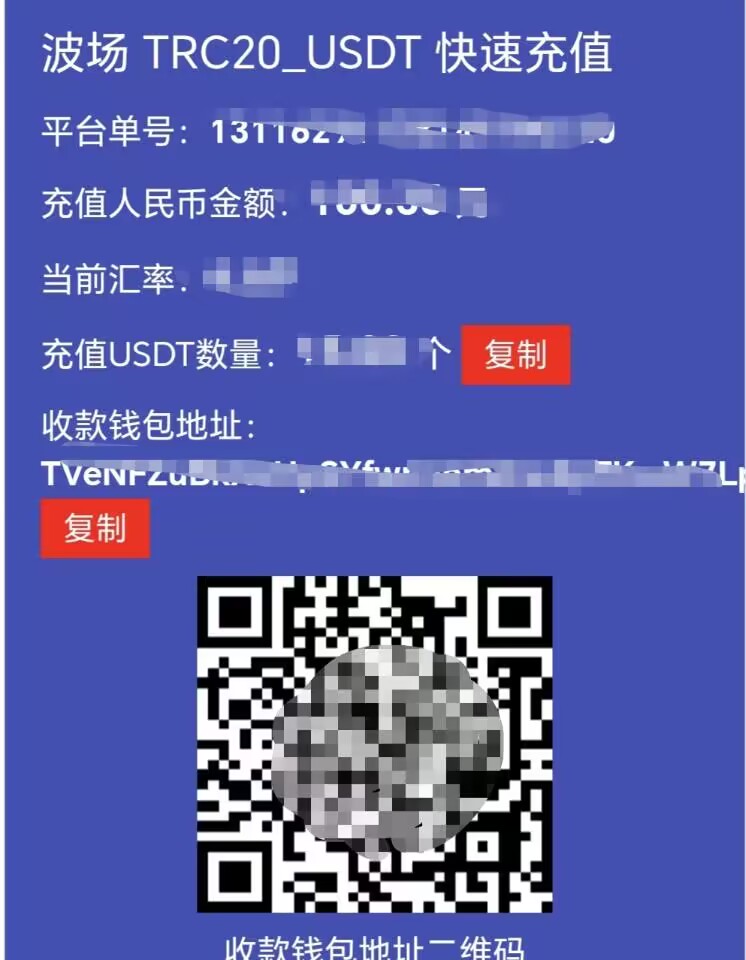 波场 TRC20_USDT 快速充值
平台单号：
充值人民币金额：
当前汇率：
充值USDT数量： 个 复制
收款钱包地址：
复制
收款钱包地址二维码